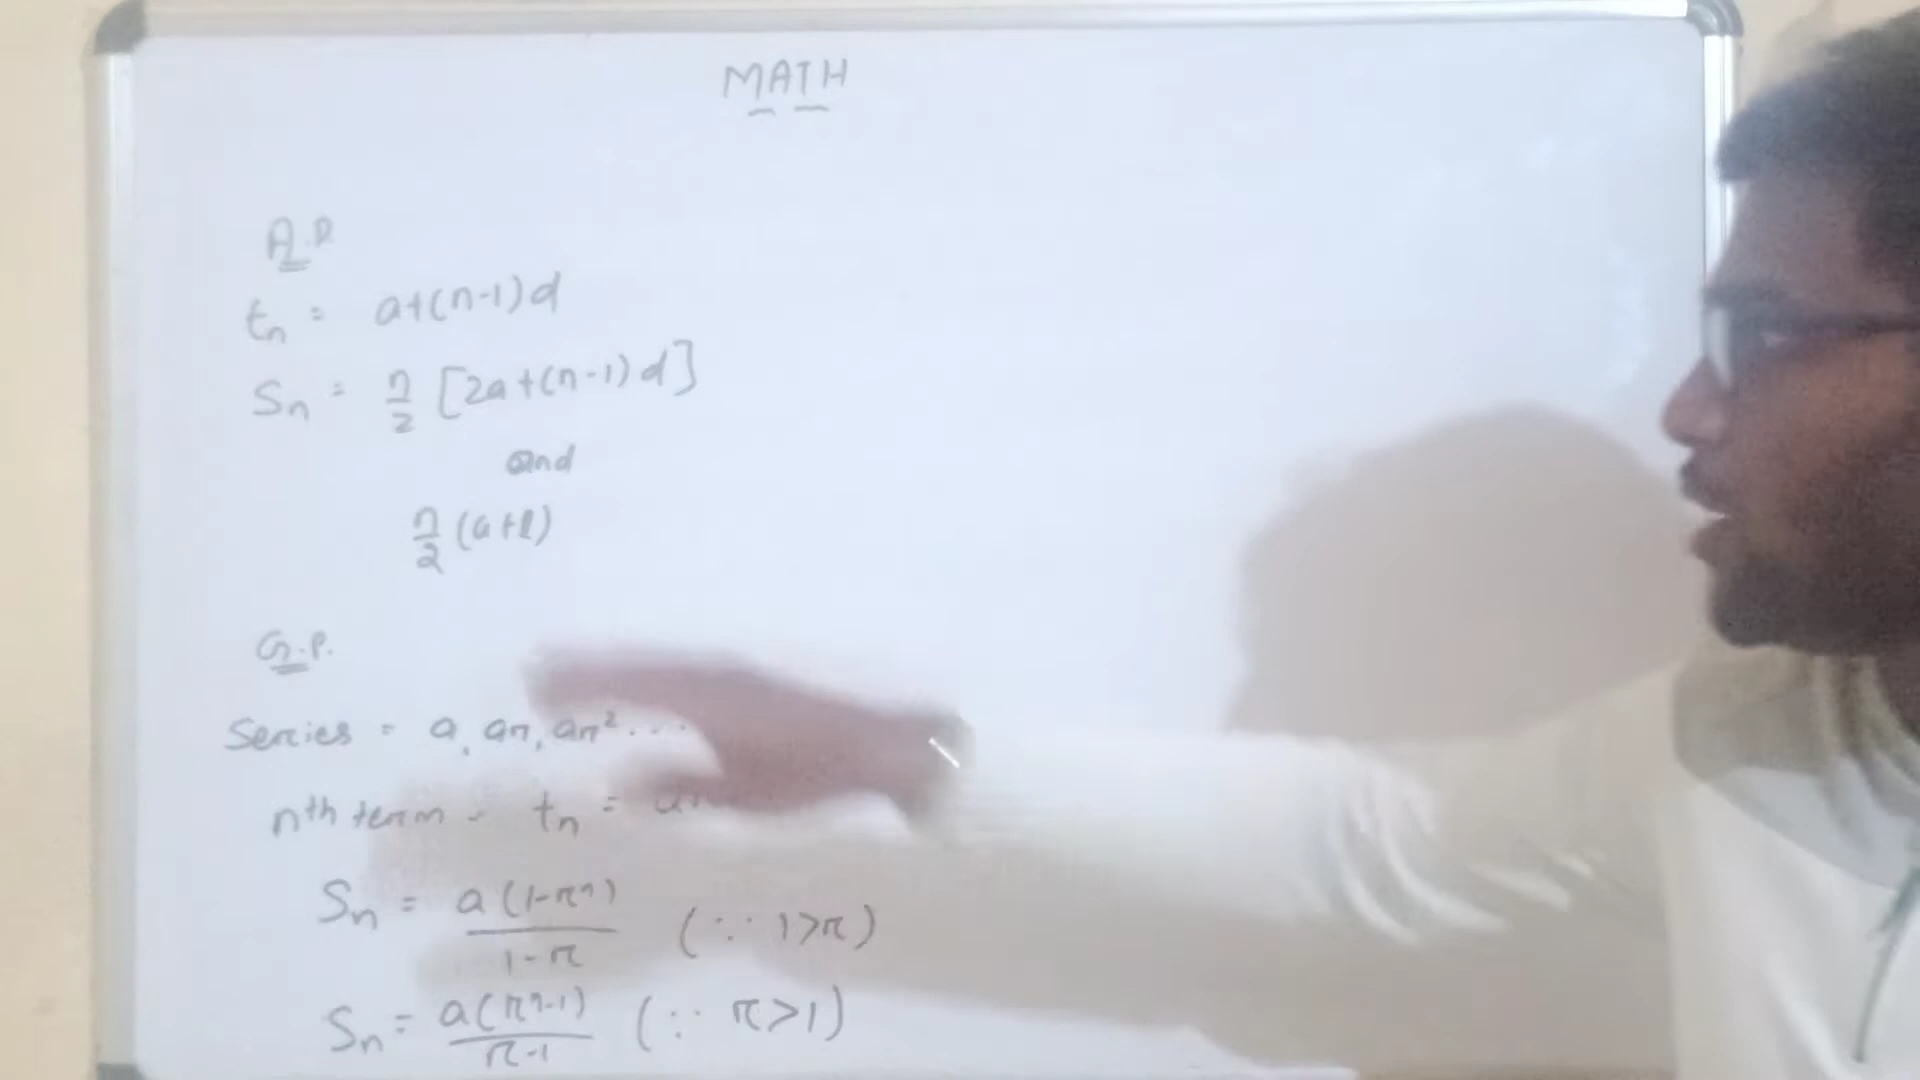 MATH
A.P
tn = a+(n-1)d
Sn = n/2 [2a+(n-1)d]
and
n/2 (a+l)
G.P.
Series = a, ar, ar²...
nth term - tn =
Sn = a(1-rⁿ)/1-r (∵ 1>r)
Sn = a(rⁿ-1)/r-1 (∵ r>1)